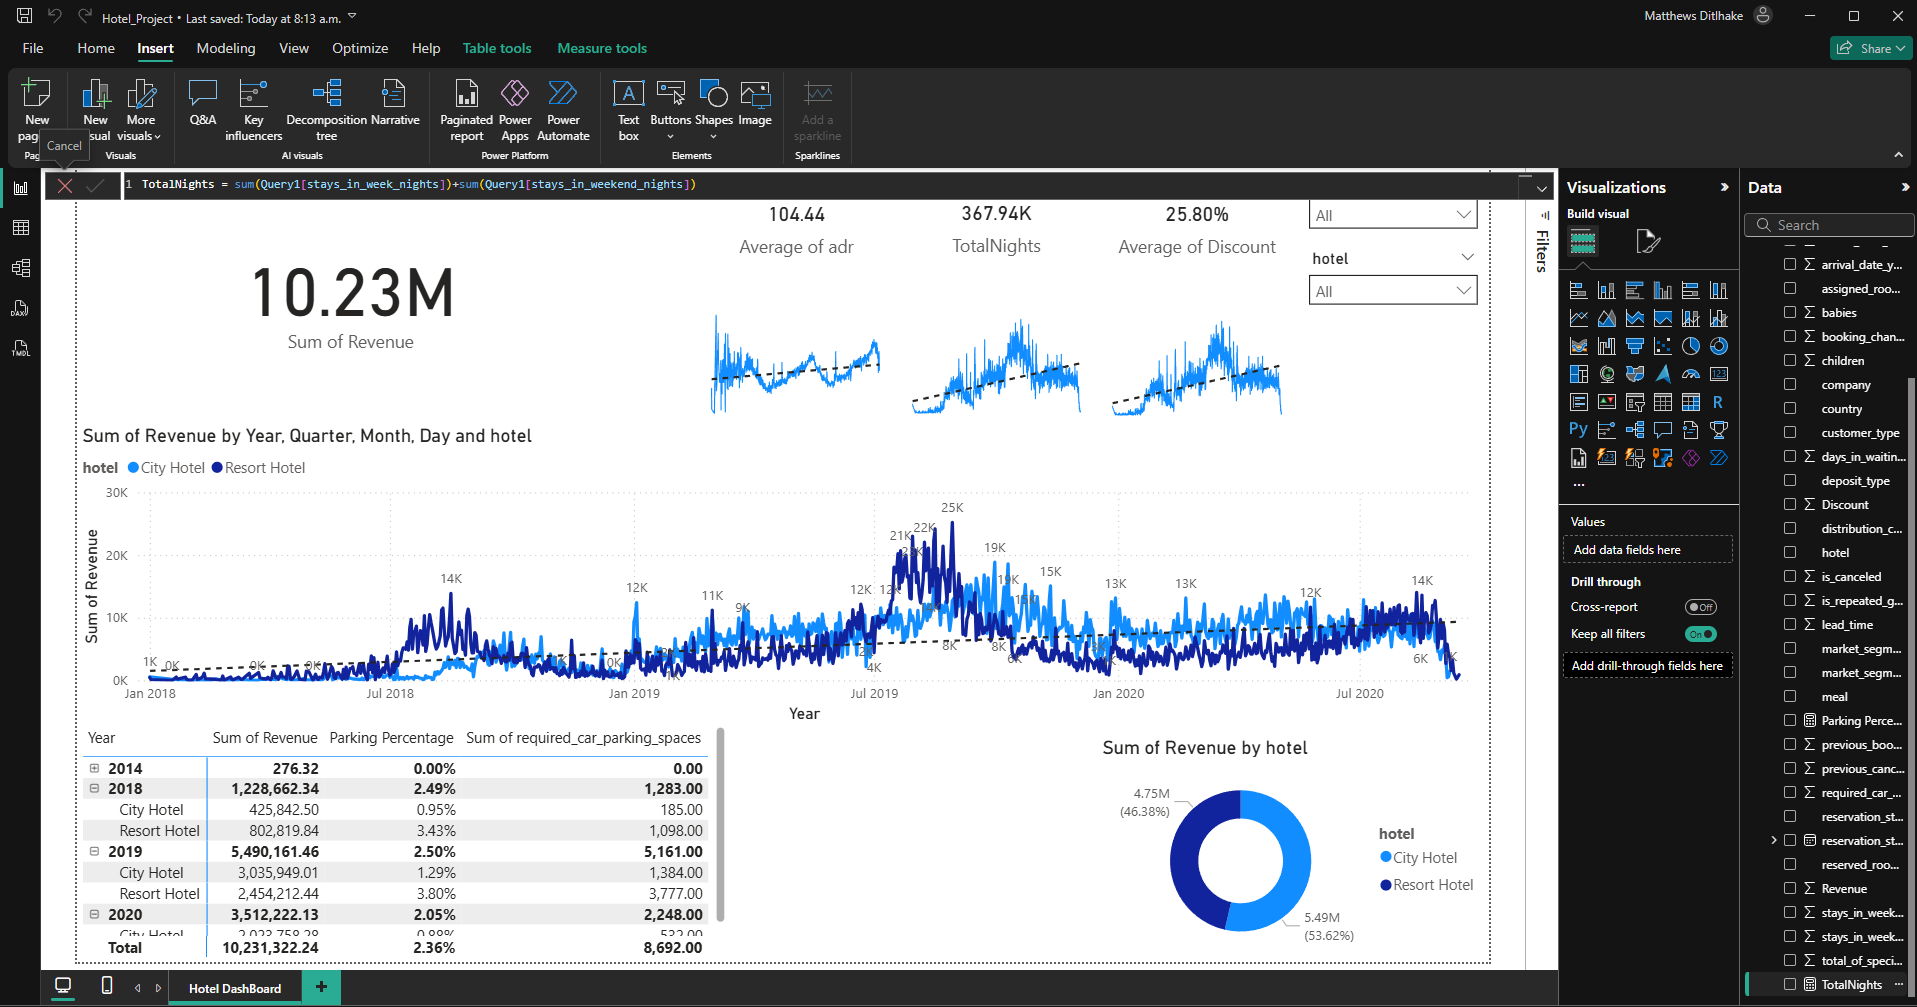 Hotel_Project • Last saved: Today at 8:13 a.m.
Matthews Ditlhake
File Home Insert Modeling View Optimize Help Table tools Measure tools
Share
New
New More
Q&A Key
influencers
Decomposition
tree
Narrative
visuals
Paginated
report
Power
Apps
Power
Automate
Text
box
Buttons Shapes Image
Add a
sparkline
Cancel
Visuals AI visuals Power Platform Elements Sparklines
1 TotalNights = sum(Query1[stays_in_week_nights])+sum(Query1[stays_in_weekend_nights])
10.23M
Sum of Revenue
104.44
Average of adr
367.94K
TotalNights
25.80%
Average of Discount
All
hotel
All
Filters
Sum of Revenue by Year, Quarter, Month, Day and hotel
hotel City Hotel Resort Hotel
Sum of Revenue
30K
20K
10K
0K
1K 0K 0K 0K 14K 12K 11K 9K 12K 21K 22K 25K 19K 15K 13K 13K 12K 14K
4K 8K 8K 6K 6K
Jan 2018 Jul 2018 Jan 2019 Jul 2019 Jan 2020 Jul 2020
Year
Year Sum of Revenue Parking Percentage Sum of required_car_parking_spaces
2014 276.32 0.00% 0.00
2018 1,228,662.34 2.49% 1,283.00
City Hotel 425,842.50 0.95% 185.00
Resort Hotel 802,819.84 3.43% 1,098.00
2019 5,490,161.46 2.50% 5,161.00
City Hotel 3,035,949.01 1.29% 1,384.00
Resort Hotel 2,454,212.44 3.80% 3,777.00
2020 3,512,222.13 2.05% 2,248.00
City Hotel 2,023,758.28 0.88% 532.00
Total 10,231,322.24 2.36% 8,692.00
Sum of Revenue by hotel
4.75M
(46.38%)
5.49M
(53.62%)
hotel
City Hotel
Resort Hotel
Hotel DashBoard
Visualizations
Build visual
R
Py
123
...
Values
Add data fields here
Drill through
Cross-report Off
Keep all filters On
Add drill-through fields here
Data
Search
arrival_date_y...
assigned_roo...
babies
booking_chan...
children
company
country
customer_type
days_in_waitin...
deposit_type
Discount
distribution_c...
hotel
is_canceled
is_repeated_g...
lead_time
market_segm...
market_segm...
meal
Parking Perce...
previous_boo...
previous_canc...
required_car_...
reservation_st...
reservation_st...
reserved_roo...
Revenue
stays_in_week...
stays_in_week...
total_of_speci...
TotalNights ...
DAX
TMDL